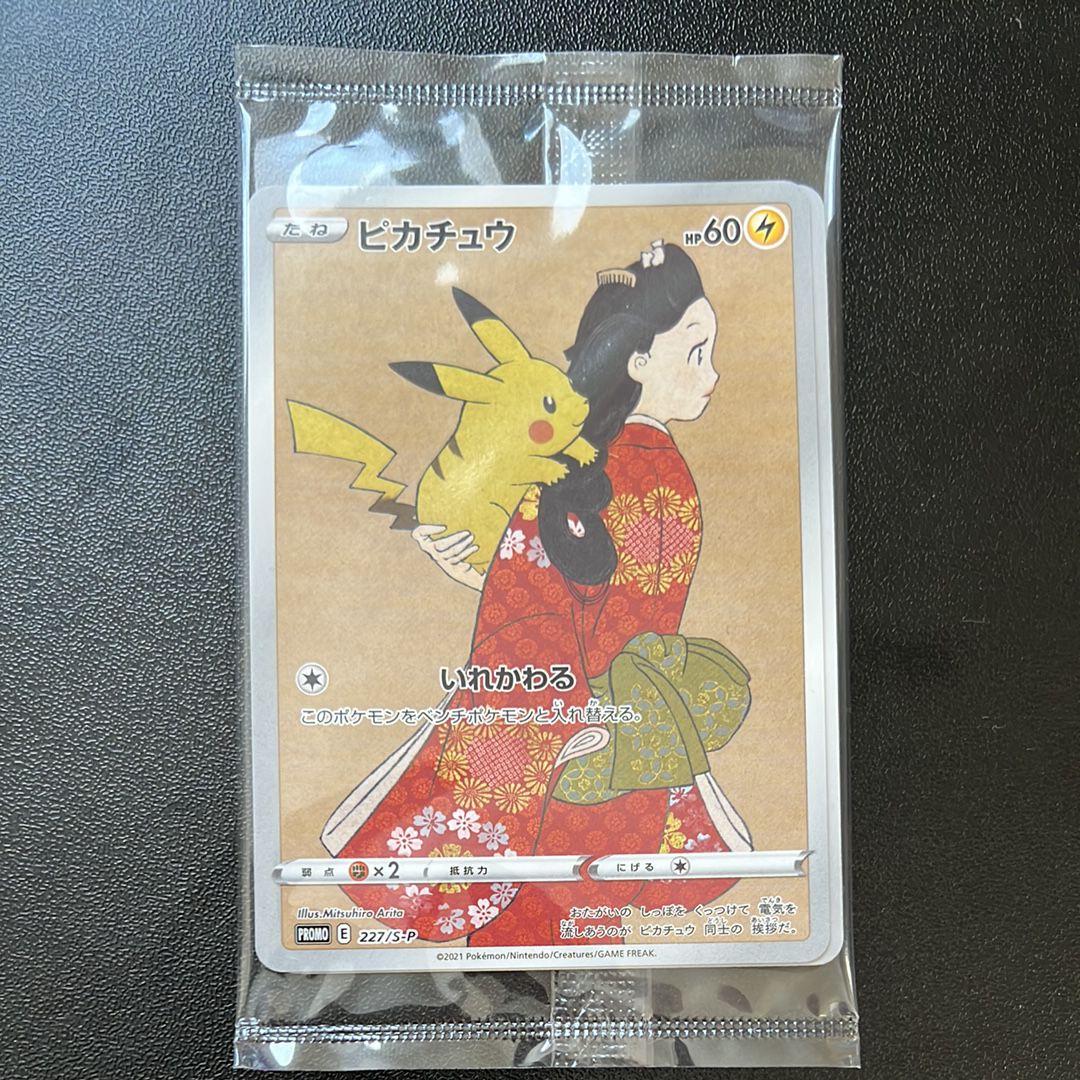 たね ピカチュウ HP60
いれかわる
このポケモンをベンチポケモンと入れ替える。
弱点 ×2 抵抗力 にげる
Illus. Mitsuhiro Arita
おたがいの しっぽを くっつけて 電気を
流しあうのが ピカチュウ 同士の 挨拶だ。
PROMO E 227/S-P
©2021 Pokémon/Nintendo/Creatures/GAME FREAK.